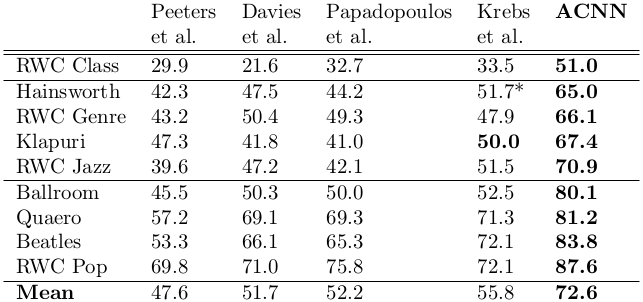 Peeters et al. Davies et al. Papadopoulos et al. Krebs et al. ACNN
RWC Class 29.9 21.6 32.7 33.5 51.0
Hainsworth 42.3 47.5 44.2 51.7* 65.0
RWC Genre 43.2 50.4 49.3 47.9 66.1
Klapuri 47.3 41.8 41.0 50.0 67.4
RWC Jazz 39.6 47.2 42.1 51.5 70.9
Ballroom 45.5 50.3 50.0 52.5 80.1
Quaero 57.2 69.1 69.3 71.3 81.2
Beatles 53.3 66.1 65.3 72.1 83.8
RWC Pop 69.8 71.0 75.8 72.1 87.6
Mean 47.6 51.7 52.2 55.8 72.6